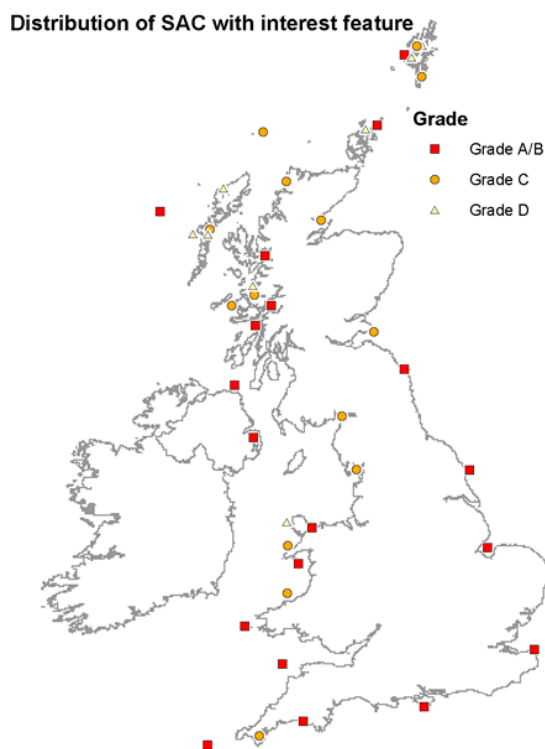 Distribution of SAC with interest feature
Grade
Grade A/B
Grade C
Grade D